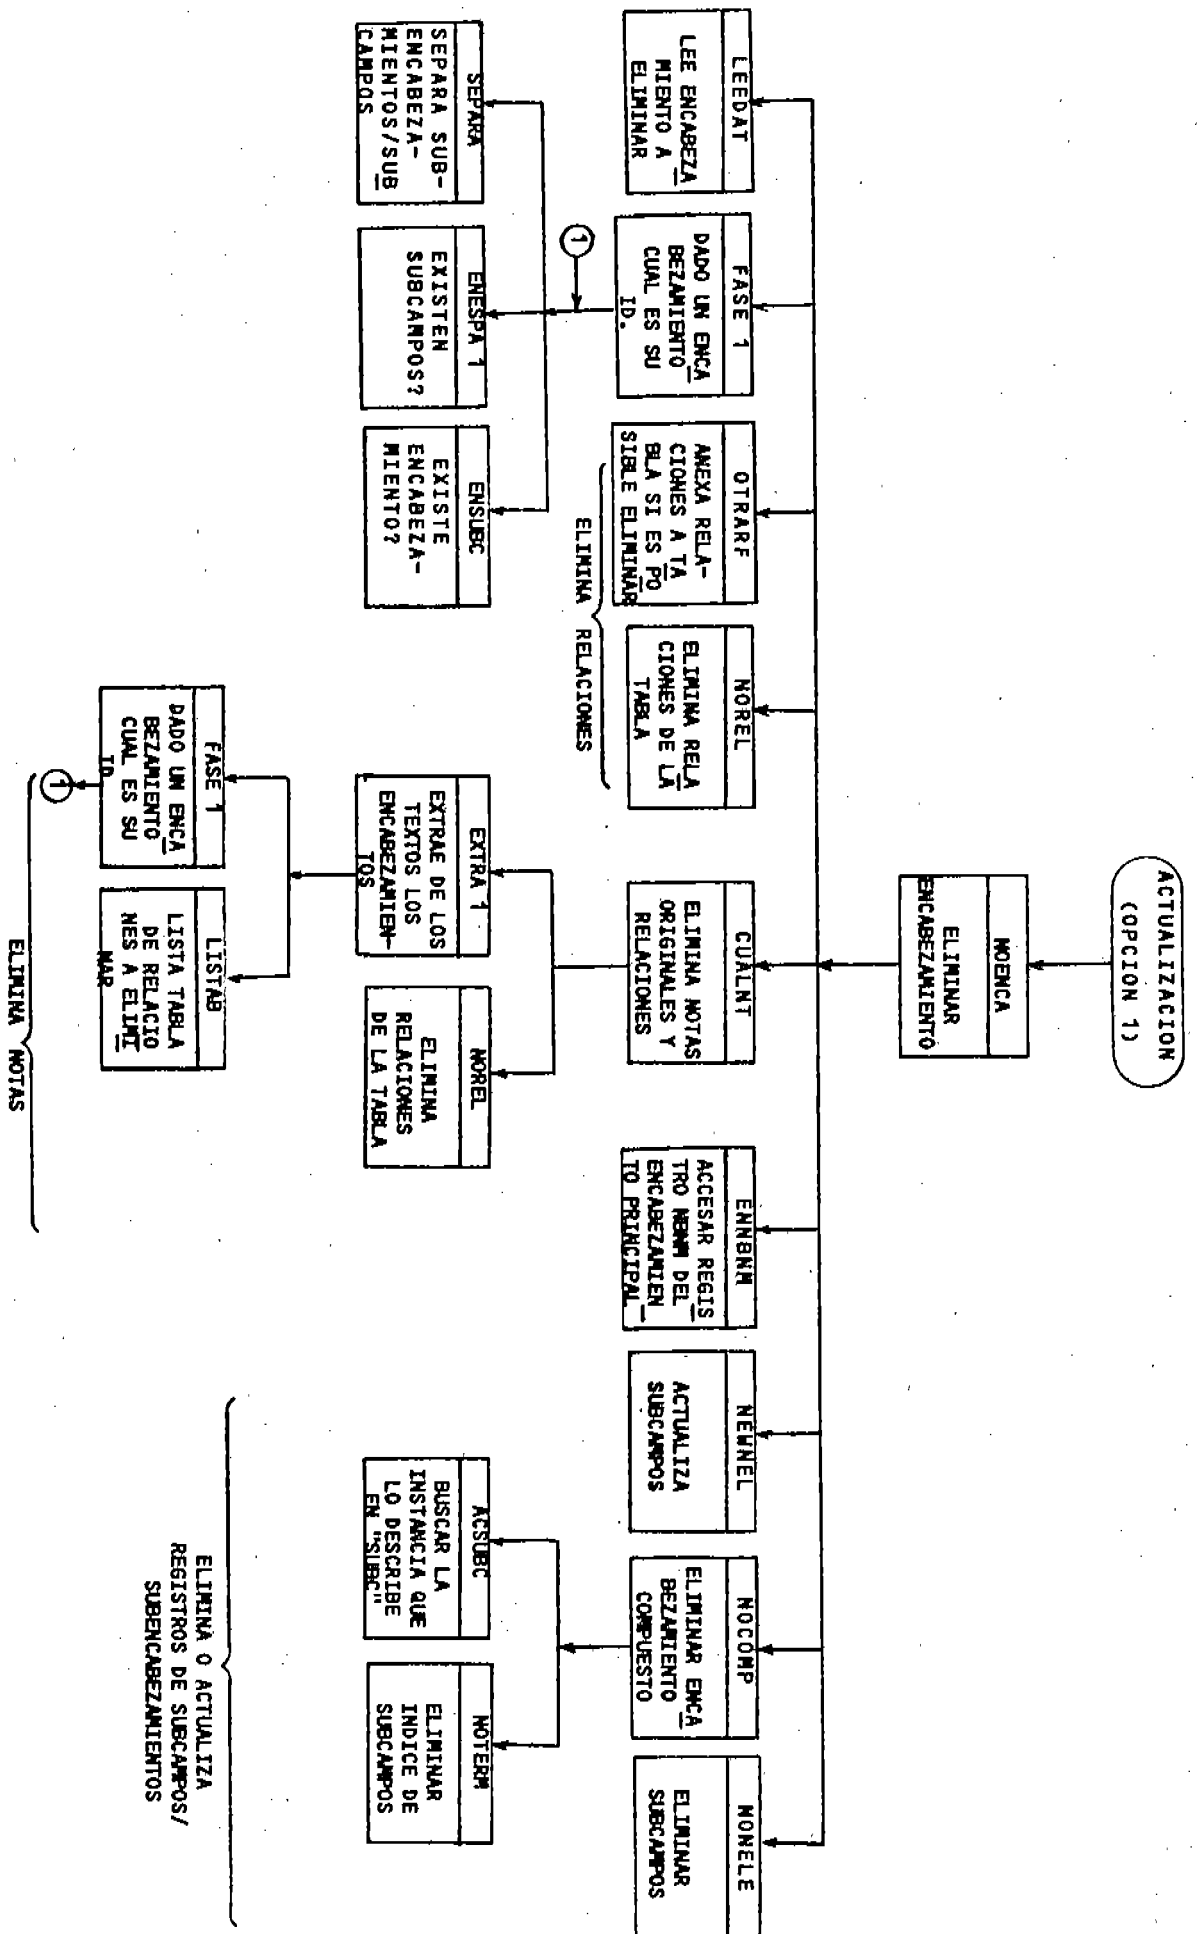 ACTUALIZACION
(OPCION 1)
NOENCA
ELIMINAR
ENCABEZAMIENTO
LEEDAT
LEE ENCABEZA
MIENTO A
ELIMINAR
FASE 1
DADO UN ENCA
BEZAMIENTO
CUAL ES SU
ID.
OTRARF
ANEXA RELA-
CIONES A TA
BLA SI ES PO
SIBLE ELIMINAR
NOREL
ELIMINA RELA
CIONES DE LA
TABLA
CUALNT
ELIMINA NOTAS
ORIGINALES Y
RELACIONES
ENNBNM
ACCESAR REGIS
TRO NBNM DEL
ENCABEZAMIEN
TO PRINCIPAL
NEWNEL
ACTUALIZA
SUBCAMPOS
NOCOMP
ELIMINAR ENCA
BEZAMIENTO
COMPUESTO
MONELE
ELIMINAR
SUBCAMPOS
1
ELIMINA RELACIONES
SEPARA
SEPARA SUB-
ENCABEZA-
MIENTOS/SUB
CAMPOS
ENESPA 1
EXISTEN
SUBCAMPOS?
ENSUBC
EXISTE
ENCABEZA-
MIENTO?
EXTRA 1
EXTRAE DE LOS
TEXTOS LOS
ENCABEZAMIEN-
TOS
NOREL
ELIMINA
RELACIONES
DE LA TABLA
ACSUBC
BUSCAR LA
INSTANCIA QUE
LO DESCRIBE
EN "SUBC"
NOTERM
ELIMINAR
INDICE DE
SUBCAMPOS
FASE 1
DADO UN ENCA
BEZAMIENTO
CUAL ES SU
ID
LISTAB
LISTA TABLA
DE RELACIO
NES A ELIMI
NAR
1
ELIMINA NOTAS
ELIMINA O ACTUALIZA
REGISTROS DE SUBCAMPOS/
SUBENCABEZAMIENTOS